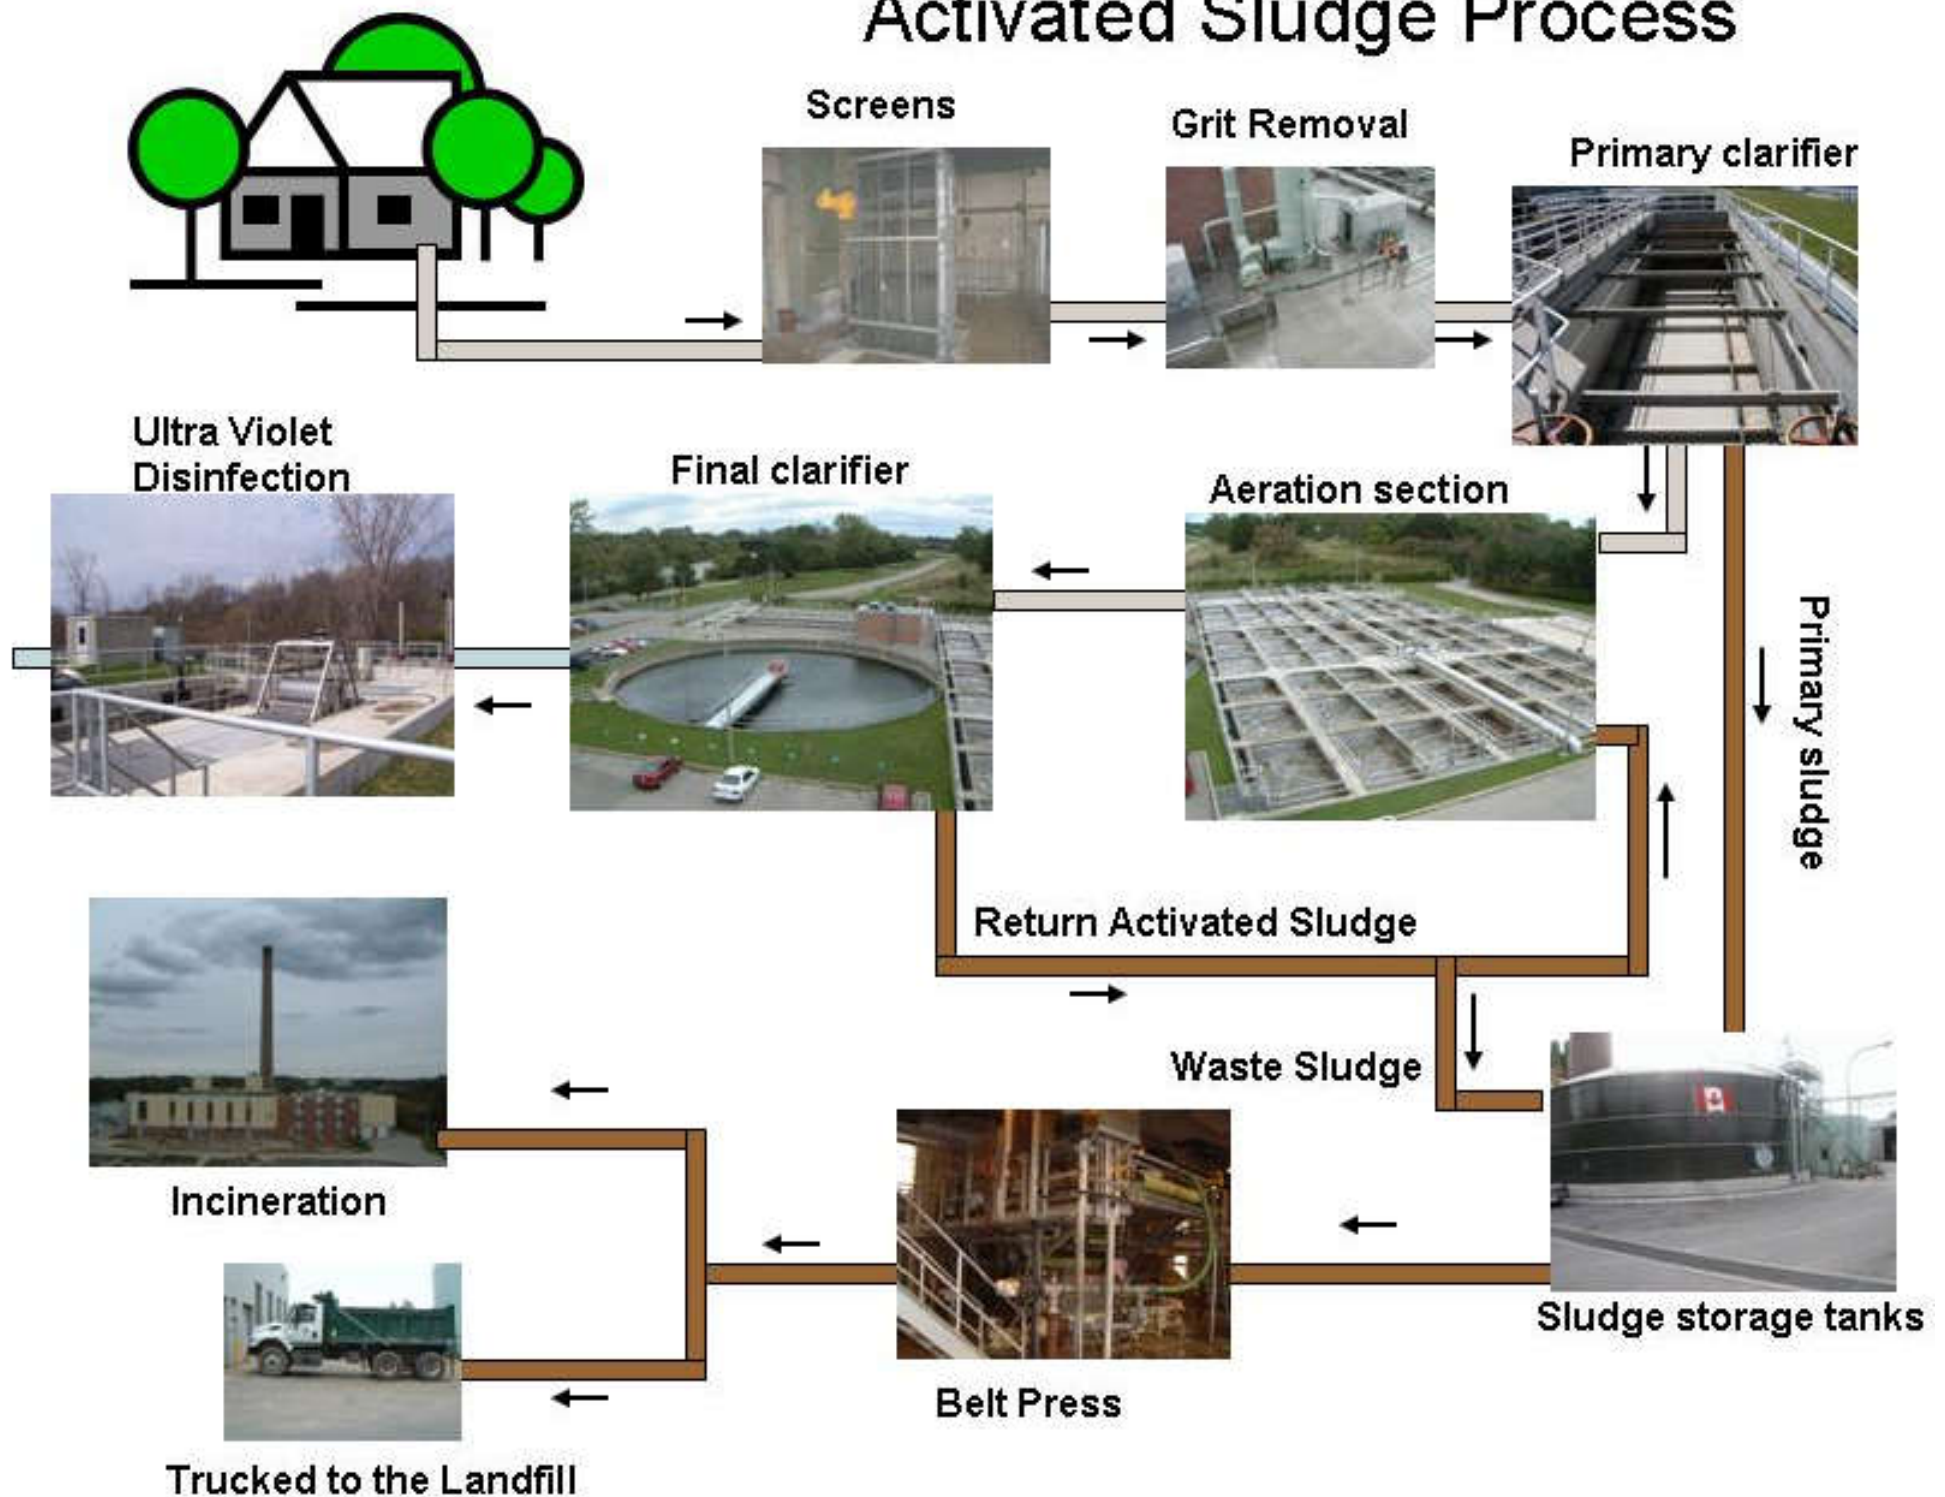 Activated Sludge Process
Screens
Grit Removal
Primary clarifier
Ultra Violet
Disinfection
Final clarifier
Aeration section
Primary sludge
Return Activated Sludge
Waste Sludge
Incineration
Sludge storage tanks
Belt Press
Trucked to the Landfill